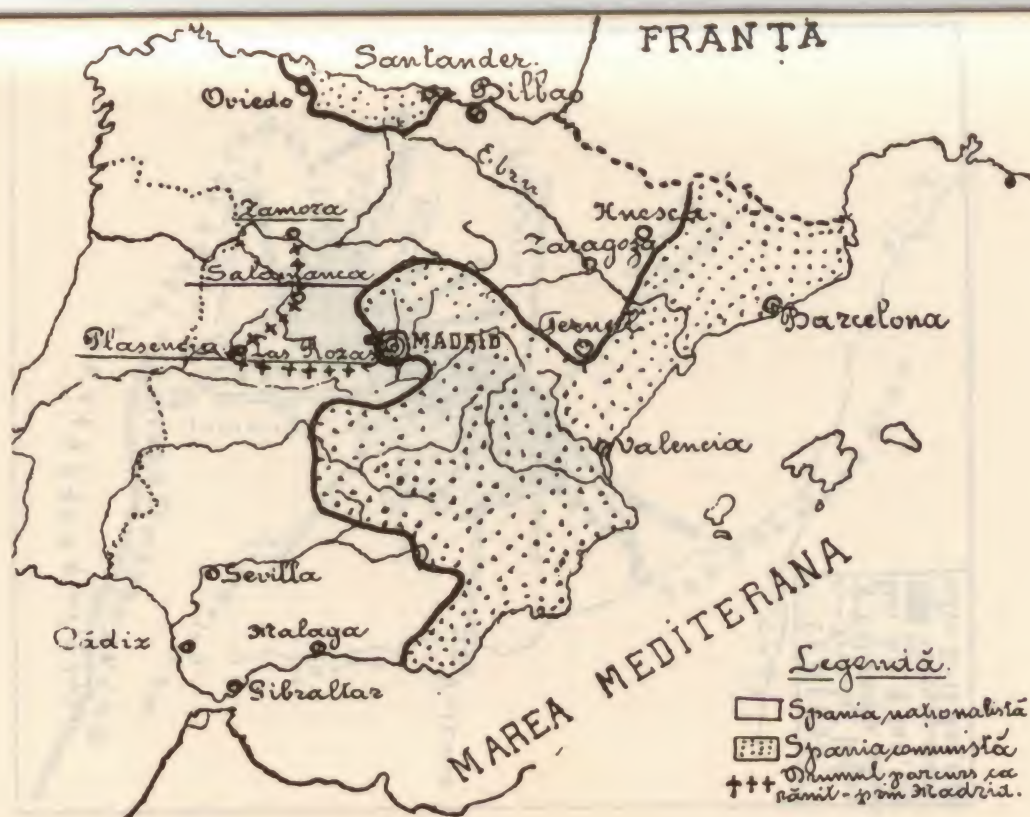 FRANȚA
Santander.
Oviedo
Bilbao
Ebru
Zamora
Huesca
Zaragoza
Salamanca
Teruel
Barcelona
Plasencia
Las Rozas
MADRID
Valencia
Sevilla
Cádiz
Malaga
Gibraltar
MAREA MEDITERANA
Legendă.
Spania naționalistă
Spania comunistă
Drumul parcurs ca
rănit - prin Madrid.